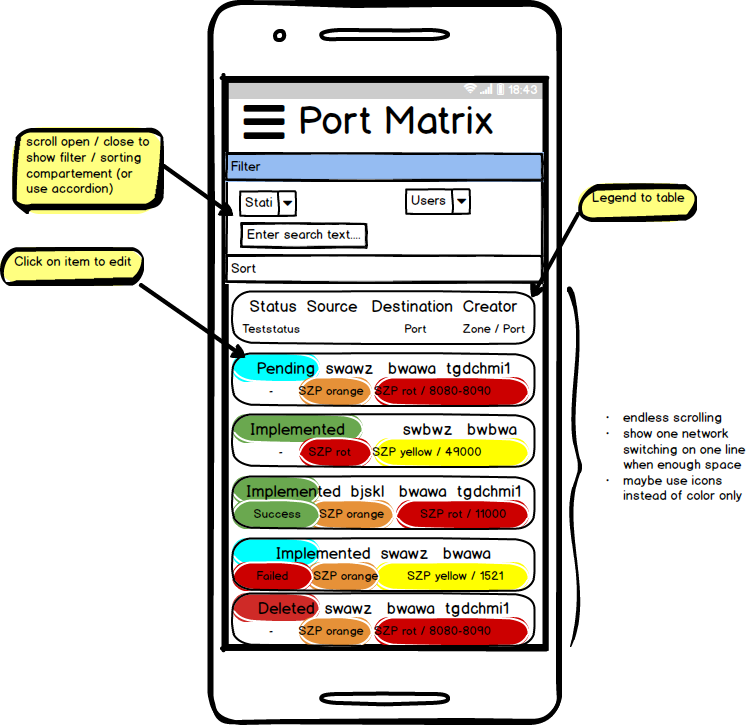 18:43
Port Matrix
scroll open / close to
show filter / sorting
compartement (or
use accordion)
Filter
Stati
Users
Legend to table
Enter search text....
Click on item to edit
Sort
Status Source Destination Creator
Teststatus Port Zone / Port
Pending swawz bwawa tgdchmi1
- SZP orange SZP rot / 8080-8090
Implemented swbwz bwbwa
- SZP rot SZP yellow / 49000
Implemented bjskl bwawa tgdchmi1
Success SZP orange SZP rot / 11000
Implemented swawz bwawa
Failed SZP orange SZP yellow / 1521
Deleted swawz bwawa tgdchmi1
- SZP orange SZP rot / 8080-8090
· endless scrolling
· show one network
switching on one line
when enough space
· maybe use icons
instead of color only